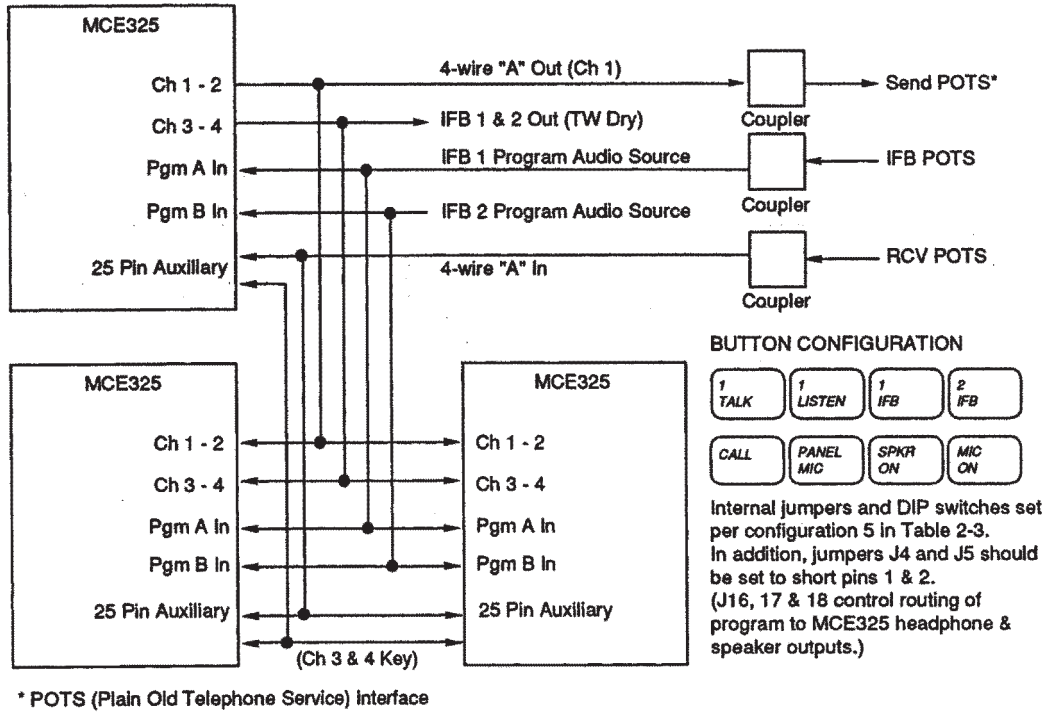 MCE325
Ch 1 - 2
Ch 3 - 4
Pgm A In
Pgm B In
25 Pin Auxiliary
4-wire "A" Out (Ch 1)
IFB 1 & 2 Out (TW Dry)
IFB 1 Program Audio Source
IFB 2 Program Audio Source
4-wire "A" In
Coupler
Send POTS*
Coupler
IFB POTS
Coupler
RCV POTS
MCE325
Ch 1 - 2
Ch 3 - 4
Pgm A In
Pgm B In
25 Pin Auxiliary
(Ch 3 & 4 Key)
MCE325
Ch 1 - 2
Ch 3 - 4
Pgm A In
Pgm B In
25 Pin Auxiliary
BUTTON CONFIGURATION
1
TALK
1
LISTEN
1
IFB
2
IFB
CALL
PANEL
MIC
SPKR
ON
MIC
ON
Internal jumpers and DIP switches set
per configuration 5 in Table 2-3.
In addition, jumpers J4 and J5 should
be set to short pins 1 & 2.
(J16, 17 & 18 control routing of
program to MCE325 headphone &
speaker outputs.)
* POTS (Plain Old Telephone Service) interface